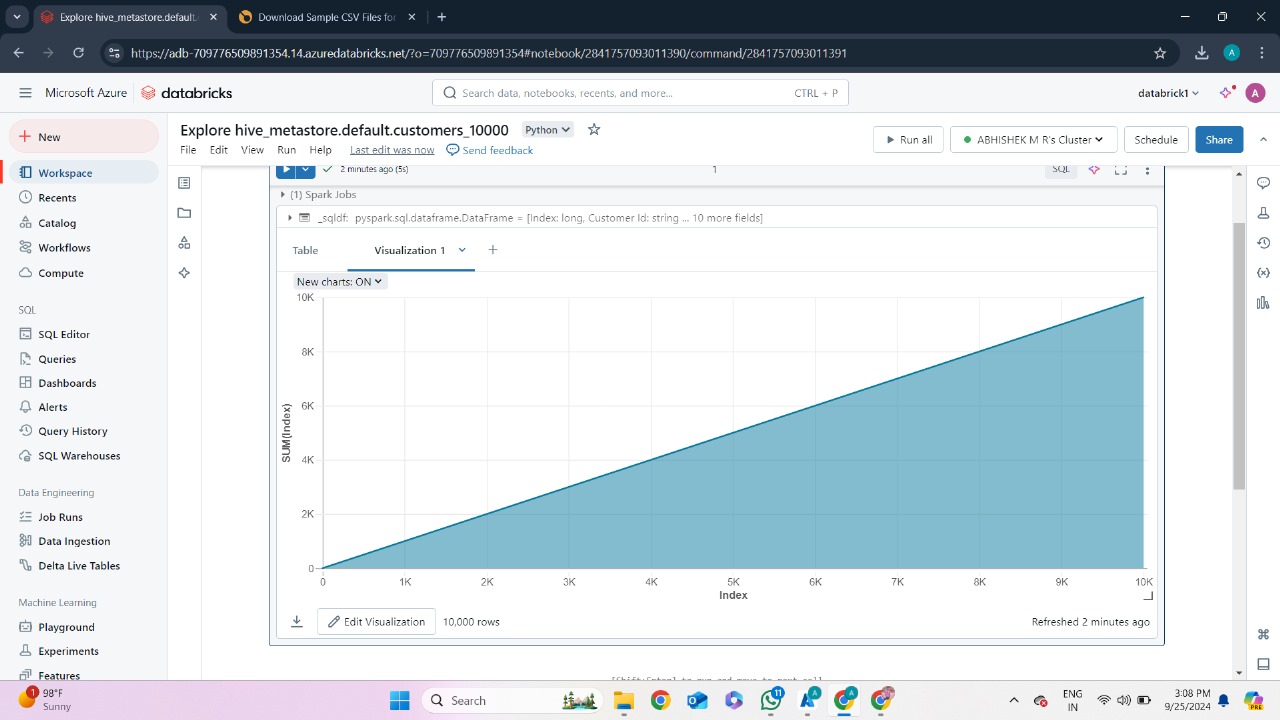 Explore hive_metastore.default.
Download Sample CSV Files for
https://adb-709776509891354.14.azuredatabricks.net/?o=709776509891354#notebook/2841757093011390/command/2841757093011391
A
Microsoft Azure
databricks
Search data, notebooks, recents, and more...
CTRL + P
databrick1
A
New
Explore hive_metastore.default.customers_10000
Python
File Edit View Run Help Last edit was now Send feedback
Run all
ABHISHEK M R's Cluster
Schedule
Share
Workspace
Recents
Catalog
Workflows
Compute
SQL
SQL Editor
Queries
Dashboards
Alerts
Query History
SQL Warehouses
Data Engineering
Job Runs
Data Ingestion
Delta Live Tables
Machine Learning
Playground
Experiments
Features
2 minutes ago (5s)
1
SQL
(1) Spark Jobs
_sqldf: pyspark.sql.dataframe.DataFrame = [Index: long, Customer Id: string ... 10 more fields]
Table
Visualization 1
New charts: ON
10K
8K
6K
4K
2K
0
SUM(Index)
0 1K 2K 3K 4K 5K 6K 7K 8K 9K 10K
Index
Edit Visualization
10,000 rows
Refreshed 2 minutes ago
1
98°F
Sunny
Search
11
A
A
ENG
IN
3:08 PM
9/25/2024
PRE